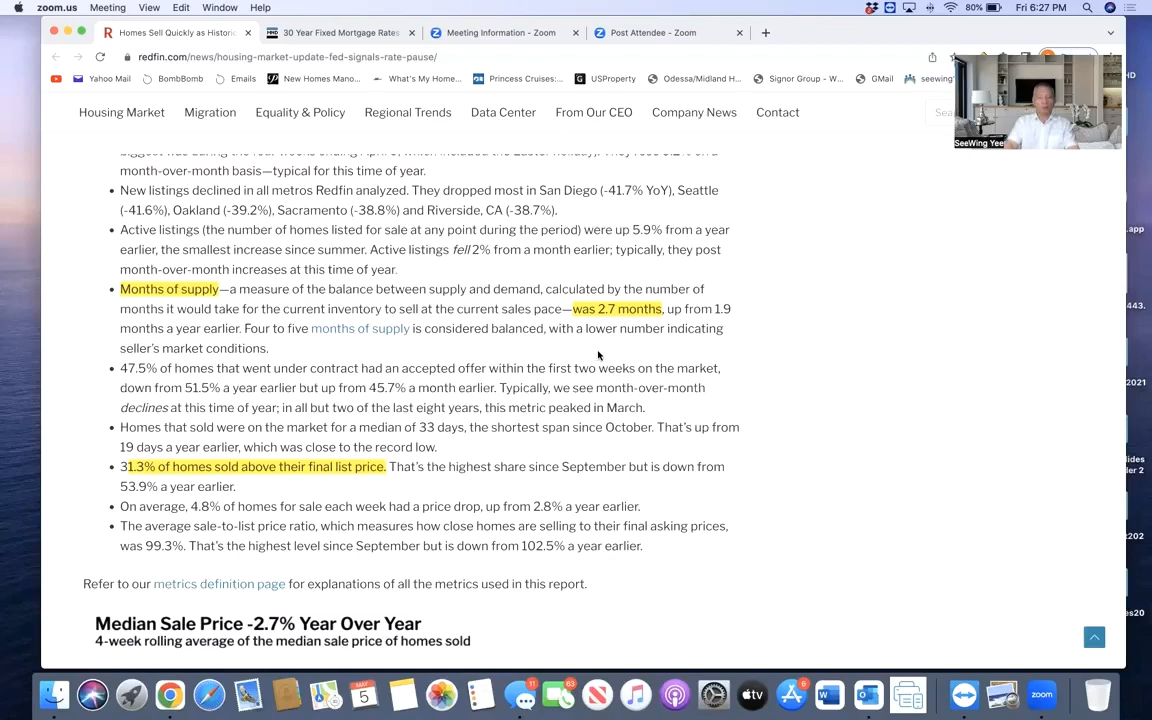 zoom.us Meeting View Edit Window Help 80% Fri 6:27 PM
Homes Sell Quickly as Historic 30 Year Fixed Mortgage Rates Meeting Information - Zoom Post Attendee - Zoom
redfin.com/news/housing-market-update-fed-signals-rate-pause/
Yahoo Mail BombBomb Emails New Homes Mano... What's My Home... Princess Cruises:... USProperty Odessa/Midland H... Signor Group - W... GMail seewing
Housing Market Migration Equity & Policy Regional Trends Data Center From Our CEO Company News Contact Sea
SeeWing Yee
month-over-month basis—typical for this time of year.
New listings declined in all metros Redfin analyzed. They dropped most in San Diego (-41.7% YoY), Seattle
(-41.6%), Oakland (-39.2%), Sacramento (-38.8%) and Riverside, CA (-38.7%).
Active listings (the number of homes listed for sale at any point during the period) were up 5.9% from a year
earlier, the smallest increase since summer. Active listings fell 2% from a month earlier; typically, they post
month-over-month increases at this time of year.
Months of supply—a measure of the balance between supply and demand, calculated by the number of
months it would take for the current inventory to sell at the current sales pace—was 2.7 months, up from 1.9
months a year earlier. Four to five months of supply is considered balanced, with a lower number indicating
seller's market conditions.
47.5% of homes that went under contract had an accepted offer within the first two weeks on the market,
down from 51.5% a year earlier but up from 45.7% a month earlier. Typically, we see month-over-month
declines at this time of year; in all but two of the last eight years, this metric peaked in March.
Homes that sold were on the market for a median of 33 days, the shortest span since October. That's up from
19 days a year earlier, which was close to the record low.
31.3% of homes sold above their final list price. That's the highest share since September but is down from
53.9% a year earlier.
On average, 4.8% of homes for sale each week had a price drop, up from 2.8% a year earlier.
The average sale-to-list price ratio, which measures how close homes are selling to their final asking prices,
was 99.3%. That's the highest level since September but is down from 102.5% a year earlier.
Refer to our metrics definition page for explanations of all the metrics used in this report.
Median Sale Price -2.7% Year Over Year
4-week rolling average of the median sale price of homes sold
HD
.app
443.
2021
lides
ler 2
202
es20
MAY
5
11
63
tv
6
zoom